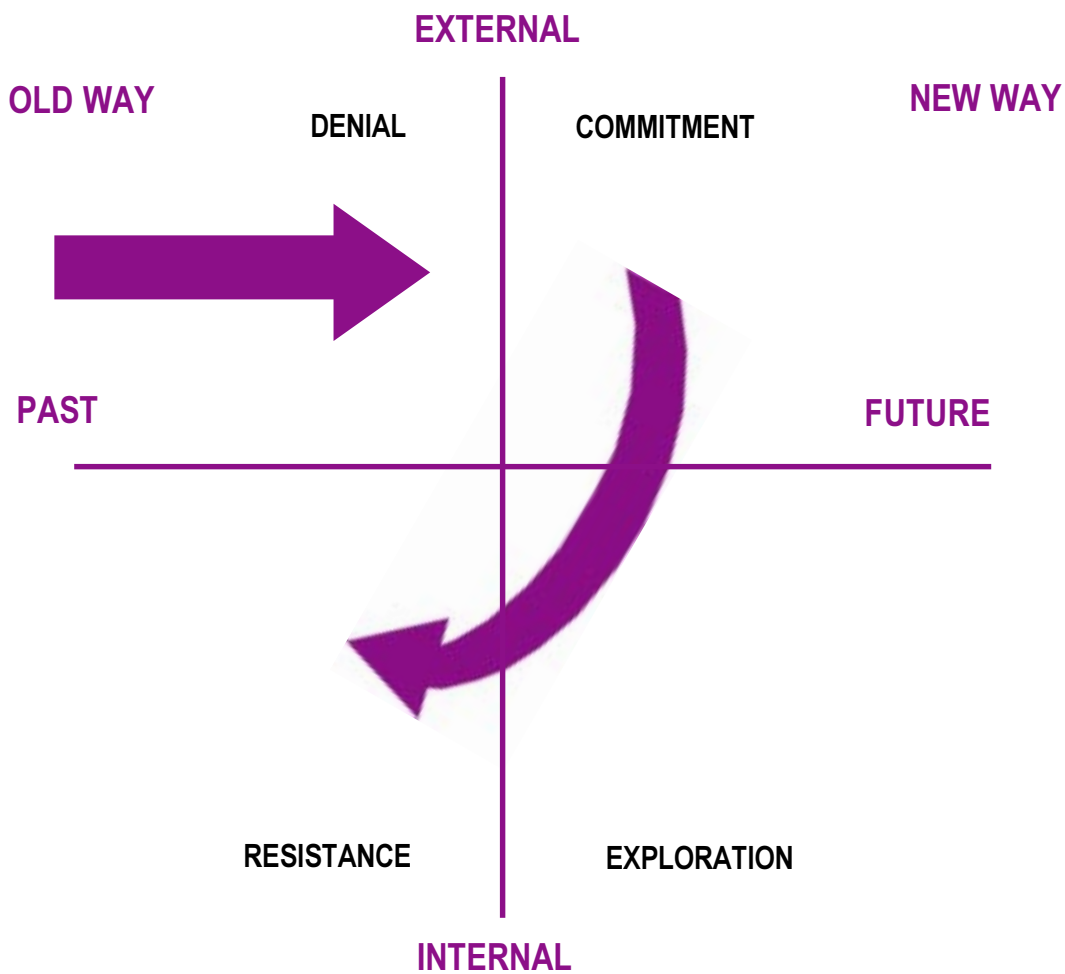 EXTERNAL
OLD WAY
NEW WAY
DENIAL
COMMITMENT
PAST
FUTURE
RESISTANCE
EXPLORATION
INTERNAL